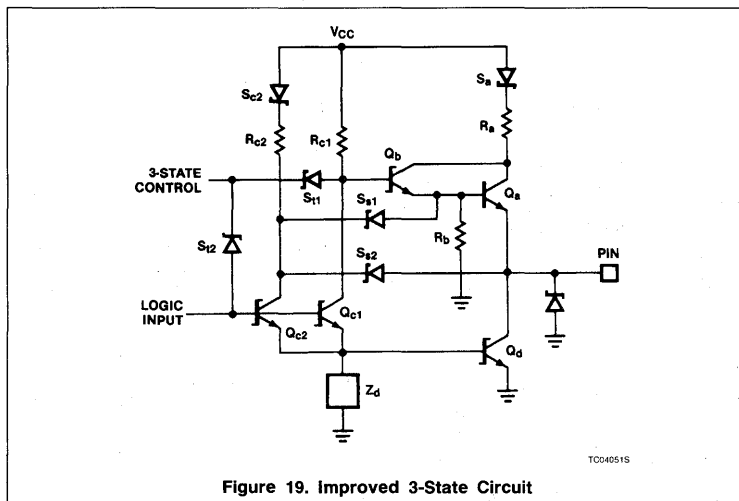 VCC
Sc2
Sa
Rc2
Rc1
Ra
Qb
3-STATE
CONTROL
St1
Qa
Ss1
Rb
St2
Ss2
PIN
LOGIC
INPUT
Qc2
Qc1
Qd
Zd
TC04051S
Figure 19. Improved 3-State Circuit